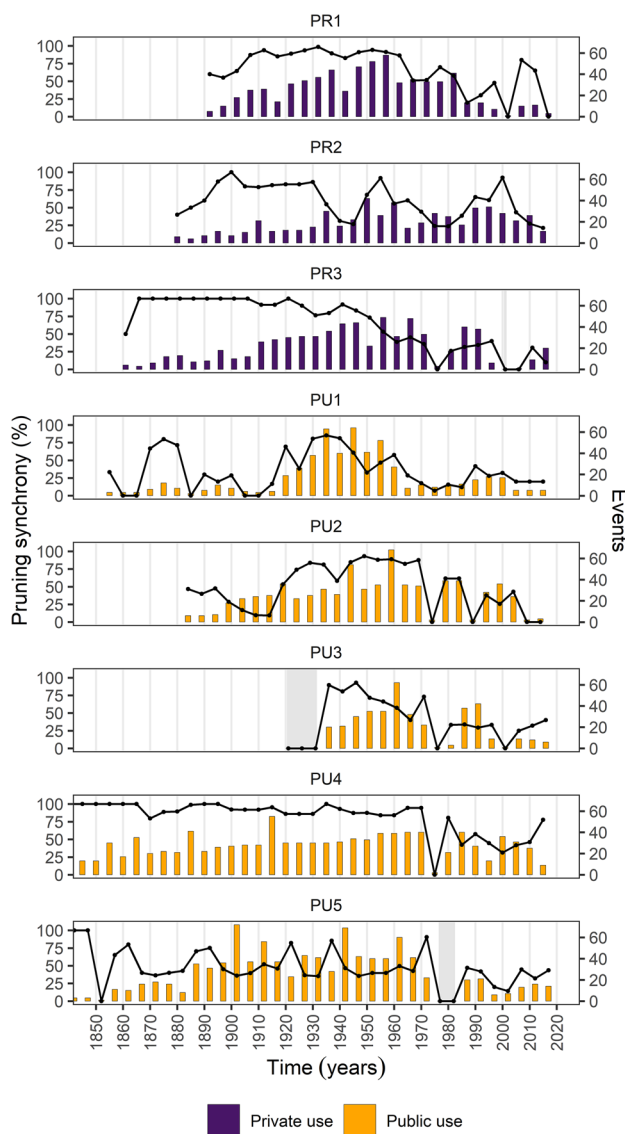 PR1
100 75 50 25 0
60 40 20 0
PR2
100 75 50 25 0
60 40 20 0
PR3
100 75 50 25 0
60 40 20 0
PU1
100 75 50 25 0
60 40 20 0
PU2
100 75 50 25 0
60 40 20 0
PU3
100 75 50 25 0
60 40 20 0
PU4
100 75 50 25 0
60 40 20 0
PU5
100 75 50 25 0
60 40 20 0
Pruning synchrony (%)
Events
1850 1860 1870 1880 1890 1900 1910 1920 1930 1940 1950 1960 1970 1980 1990 2000 2010 2020
Time (years)
Private use Public use